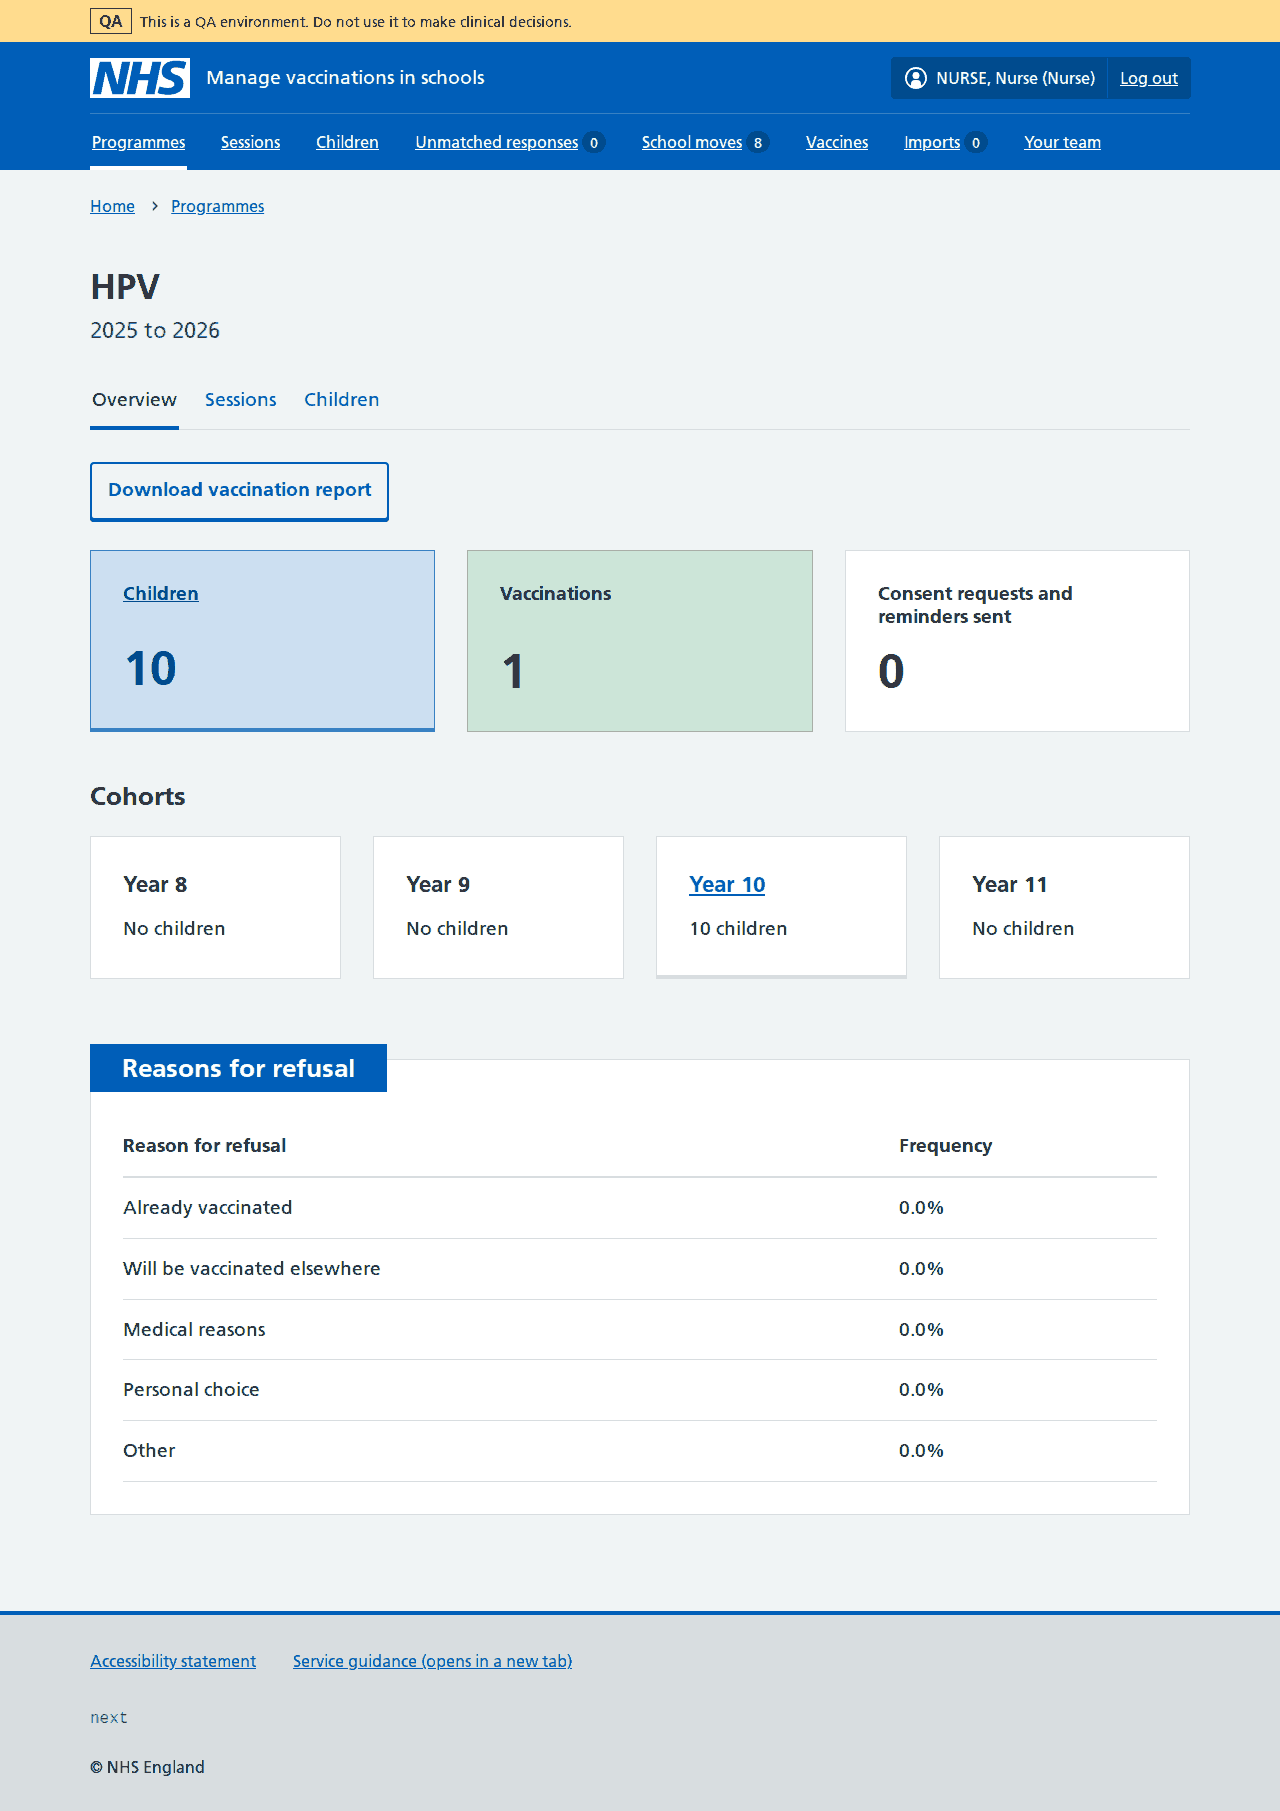 QA This is a QA environment. Do not use it to make clinical decisions.
NHS Manage vaccinations in schools NURSE, Nurse (Nurse) Log out
Programmes Sessions Children Unmatched responses 0 School moves 8 Vaccines Imports 0 Your team
Home › Programmes
HPV
2025 to 2026
Overview Sessions Children
Download vaccination report
Children
10
Vaccinations
1
Consent requests and
reminders sent
0
Cohorts
Year 8
No children
Year 9
No children
Year 10
10 children
Year 11
No children
Reasons for refusal
Reason for refusal Frequency
Already vaccinated 0.0%
Will be vaccinated elsewhere 0.0%
Medical reasons 0.0%
Personal choice 0.0%
Other 0.0%
Accessibility statement Service guidance (opens in a new tab)
next
© NHS England